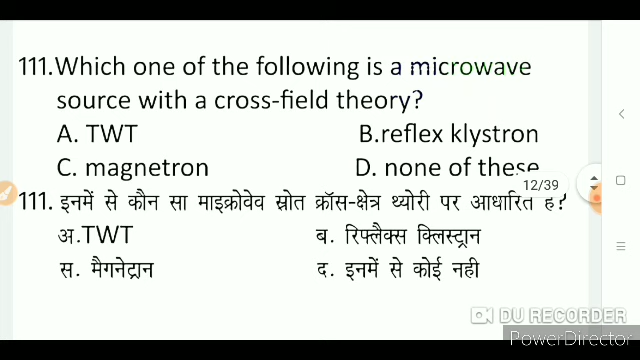 111.Which one of the following is a microwave
source with a cross-field theory?
A. TWT B.reflex klystron
C. magnetron D. none of these
12/39
111. इनमें से कौन सा माइक्रोवेव स्रोत क्रॉस-क्षेत्र थ्योरी पर आधारित है?
अ.TWT ब. रिफ्लैक्स क्लिस्ट्रान
स. मैगनेट्रान द. इनमें से कोई नही
DU RECORDER
PowerDirector